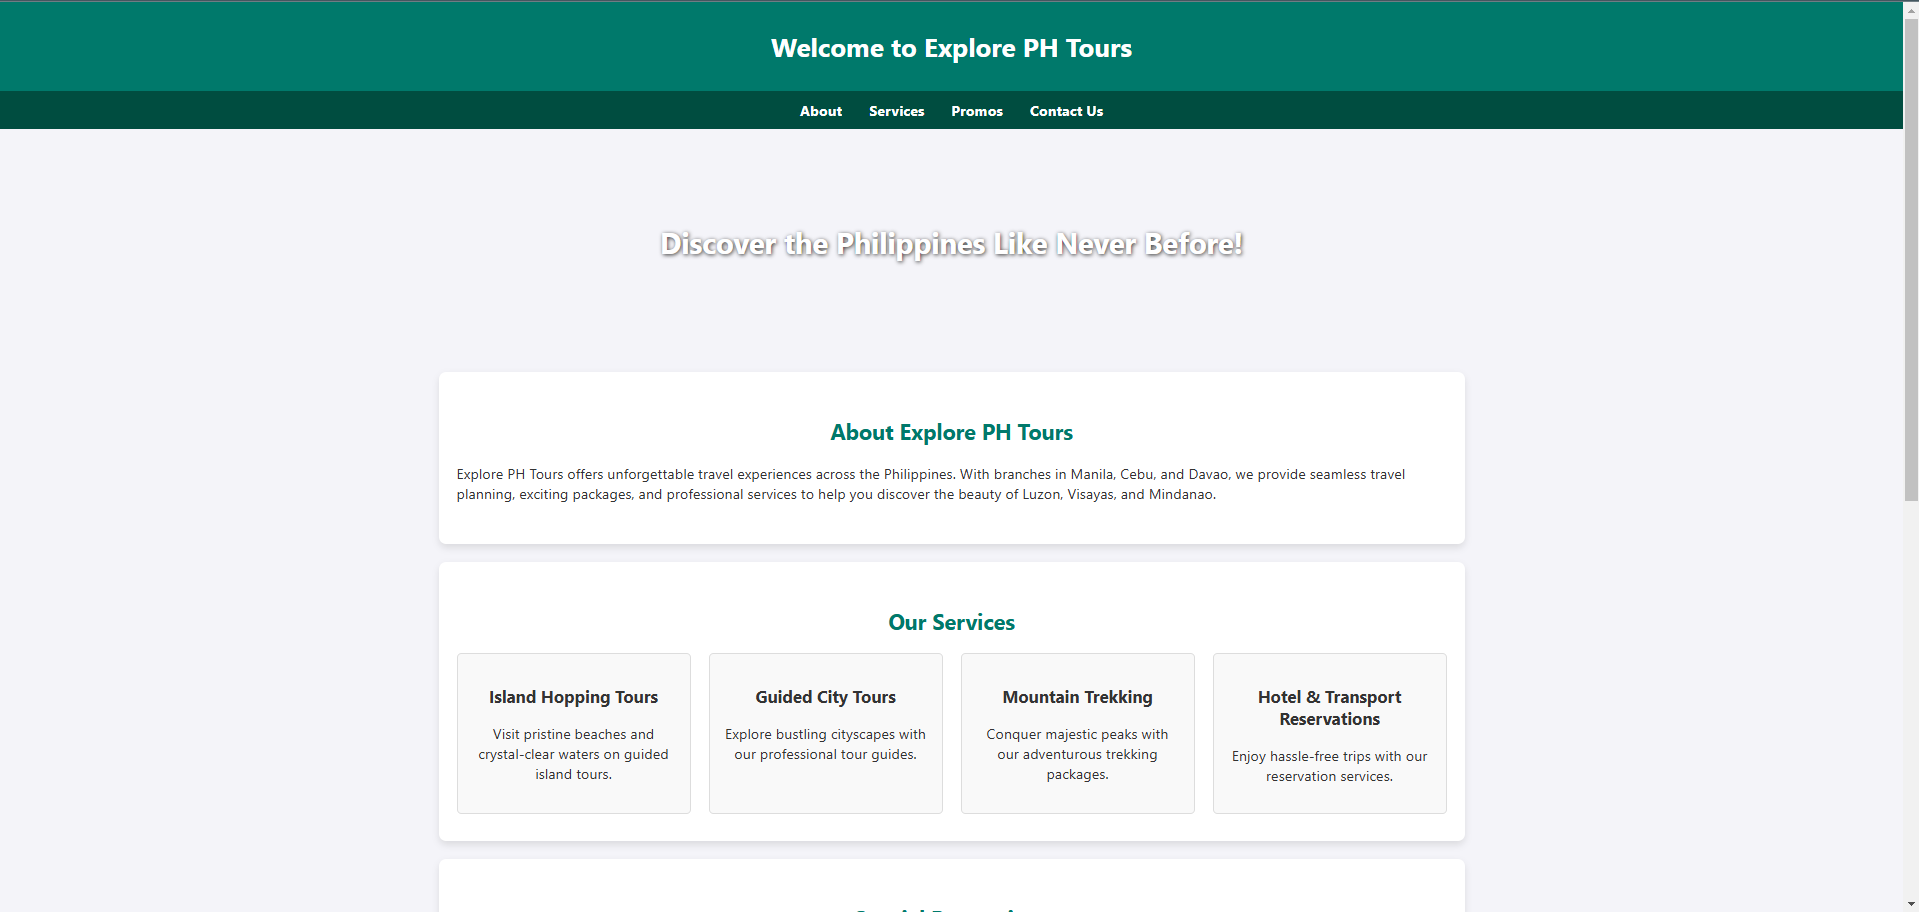 Welcome to Explore PH Tours
About Services Promos Contact Us
Discover the Philippines Like Never Before!
About Explore PH Tours
Explore PH Tours offers unforgettable travel experiences across the Philippines. With branches in Manila, Cebu, and Davao, we provide seamless travel
planning, exciting packages, and professional services to help you discover the beauty of Luzon, Visayas, and Mindanao.
Our Services
Island Hopping Tours
Visit pristine beaches and
crystal-clear waters on guided
island tours.
Guided City Tours
Explore bustling cityscapes with
our professional tour guides.
Mountain Trekking
Conquer majestic peaks with
our adventurous trekking
packages.
Hotel & Transport
Reservations
Enjoy hassle-free trips with our
reservation services.